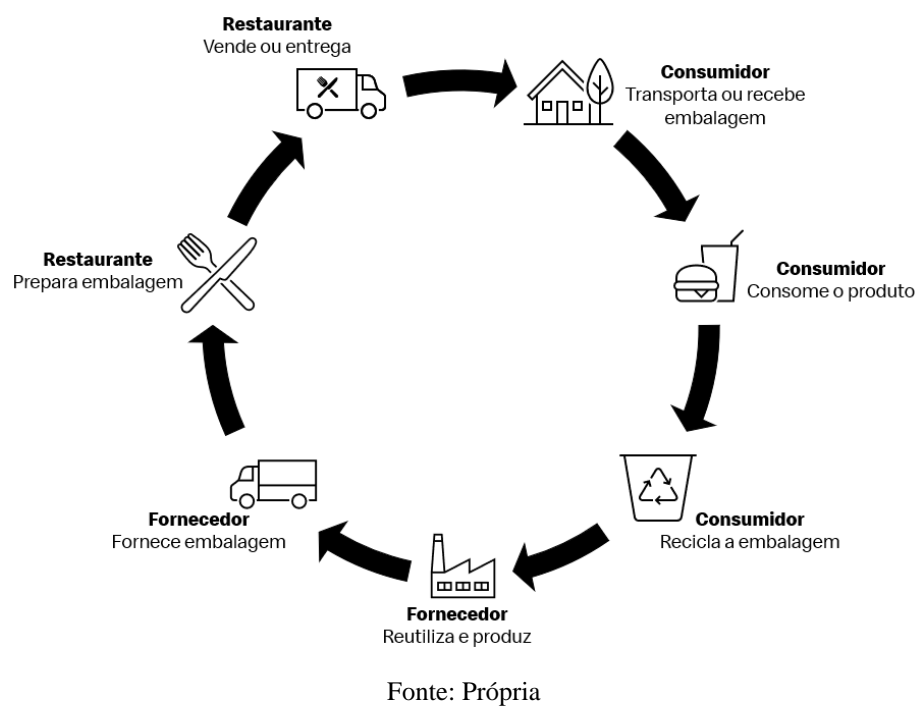 Restaurante
Vende ou entrega
Consumidor
Transporta ou recebe
embalagem
Restaurante
Prepara embalagem
Consumidor
Consome o produto
Fornecedor
Fornece embalagem
Consumidor
Recicla a embalagem
Fornecedor
Reutiliza e produz
Fonte: Própria